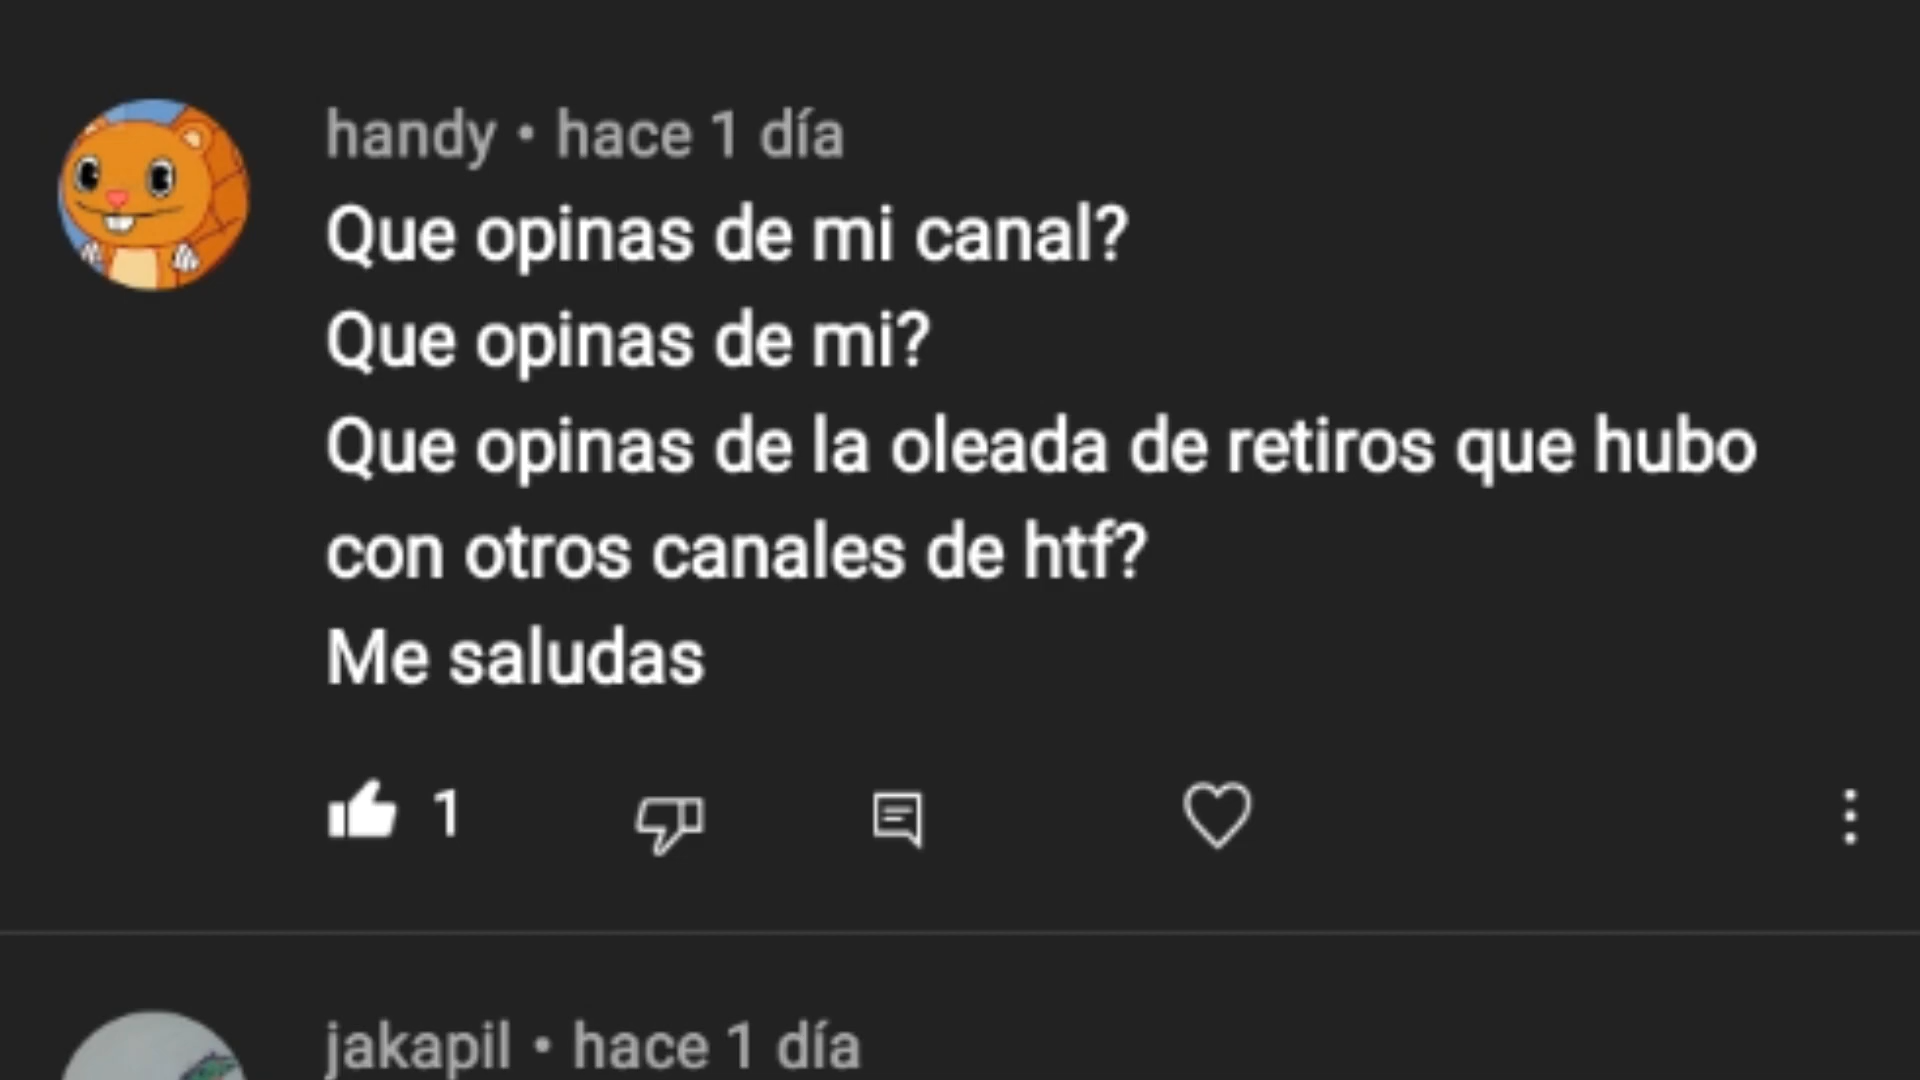 handy • hace 1 día
Que opinas de mi canal?
Que opinas de mi?
Que opinas de la oleada de retiros que hubo
con otros canales de htf?
Me saludas
1
jakapil • hace 1 día